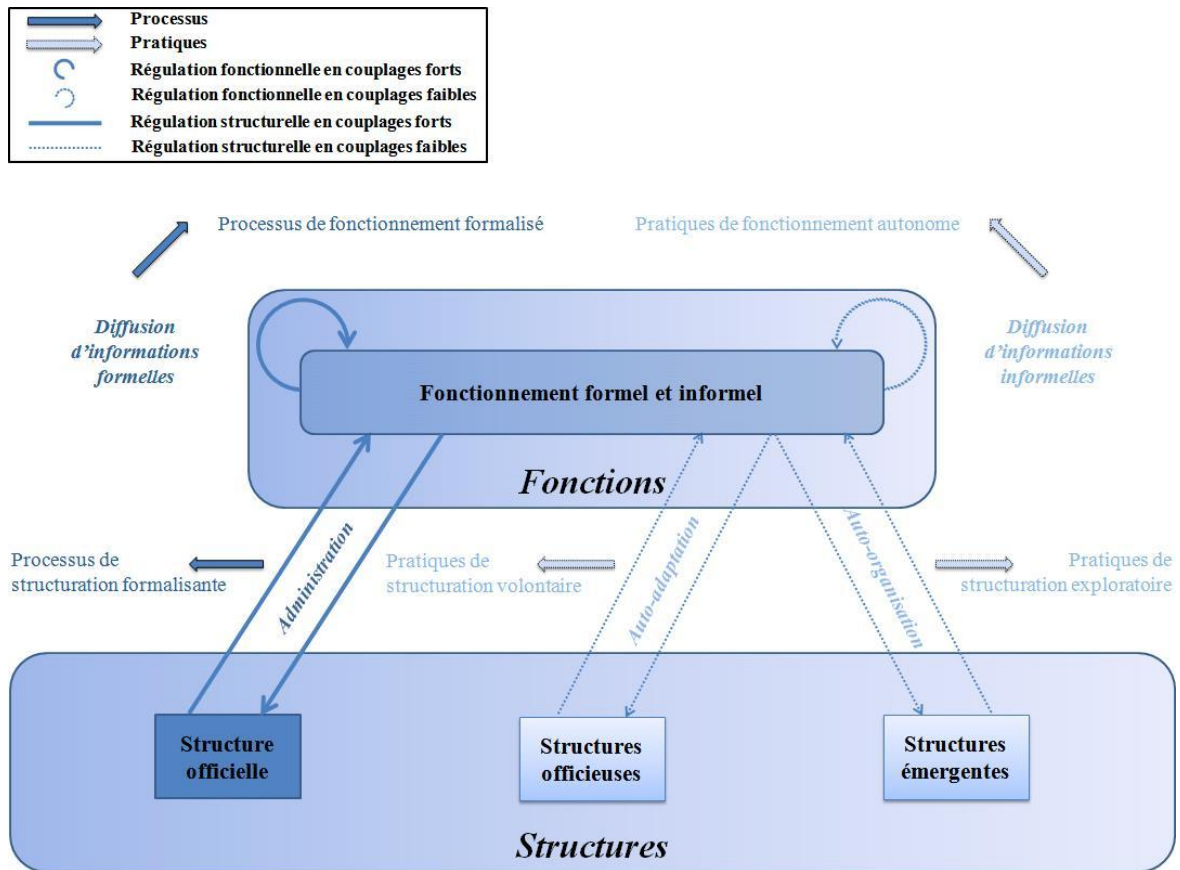 Processus
Pratiques
Régulation fonctionnelle en couplages forts
Régulation fonctionnelle en couplages faibles
Régulation structurelle en couplages forts
Régulation structurelle en couplages faibles
Processus de fonctionnement formalisé
Pratiques de fonctionnement autonome
Diffusion
d'informations
formelles
Diffusion
d'informations
informelles
Fonctionnement formel et informel
Fonctions
Processus de
structuration formalisante
Administration
Pratiques de
structuration volontaire
Auto-adaptation
Auto-organisation
Pratiques de
structuration exploratoire
Structure
officielle
Structures
officieuses
Structures
émergentes
Structures